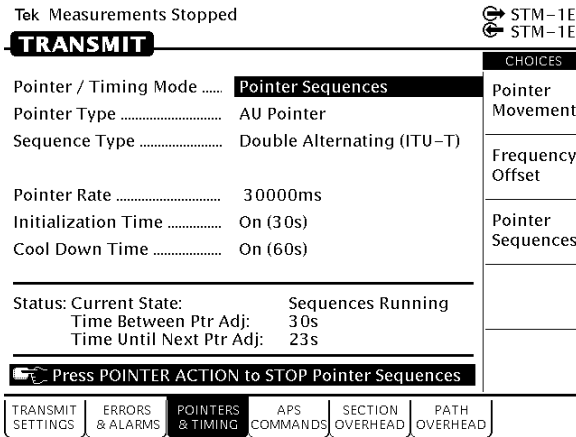 Tek Measurements Stopped
STM-1E
STM-1E
TRANSMIT
CHOICES
Pointer / Timing Mode ...... Pointer Sequences
Pointer Type ........................... AU Pointer
Sequence Type ...................... Double Alternating (ITU-T)
Pointer Rate ............................ 30000ms
Initialization Time .............. On (30s)
Cool Down Time .................. On (60s)
Pointer
Movement
Frequency
Offset
Pointer
Sequences
Status: Current State: Sequences Running
Time Between Ptr Adj: 30s
Time Until Next Ptr Adj: 23s
Press POINTER ACTION to STOP Pointer Sequences
TRANSMIT SETTINGS
ERRORS & ALARMS
POINTERS & TIMING
APS COMMANDS
SECTION OVERHEAD
PATH OVERHEAD